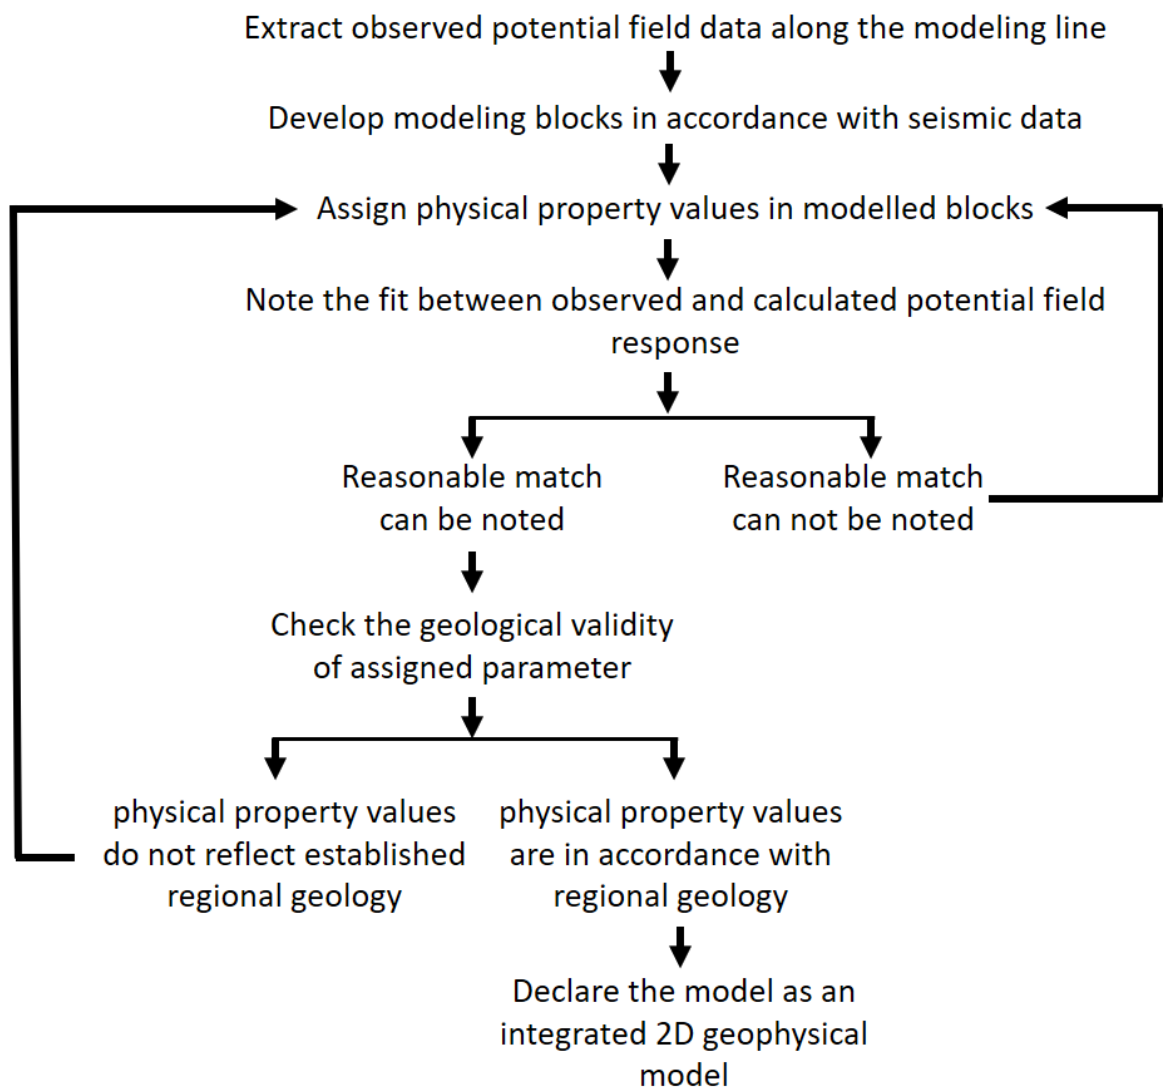 Extract observed potential field data along the modeling line
Develop modeling blocks in accordance with seismic data
Assign physical property values in modelled blocks
Note the fit between observed and calculated potential field
response
Reasonable match
can be noted
Reasonable match
can not be noted
Check the geological validity
of assigned parameter
physical property values
do not reflect established
regional geology
physical property values
are in accordance with
regional geology
Declare the model as an
integrated 2D geophysical
model